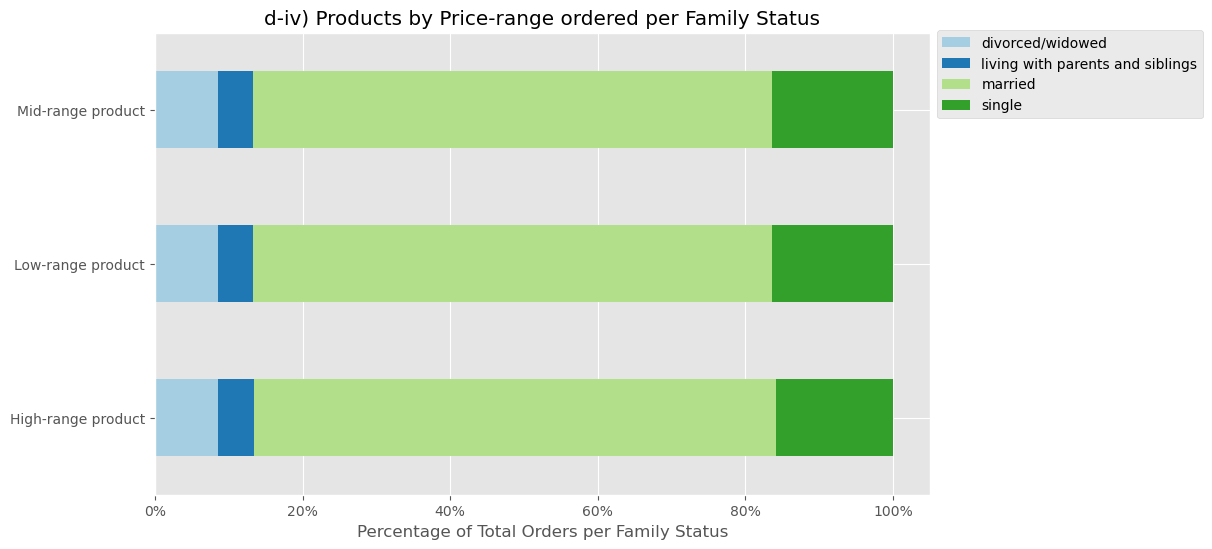 d-iv) Products by Price-range ordered per Family Status
divorced/widowed
living with parents and siblings
married
single
Mid-range product
Low-range product
High-range product
0% 20% 40% 60% 80% 100%
Percentage of Total Orders per Family Status